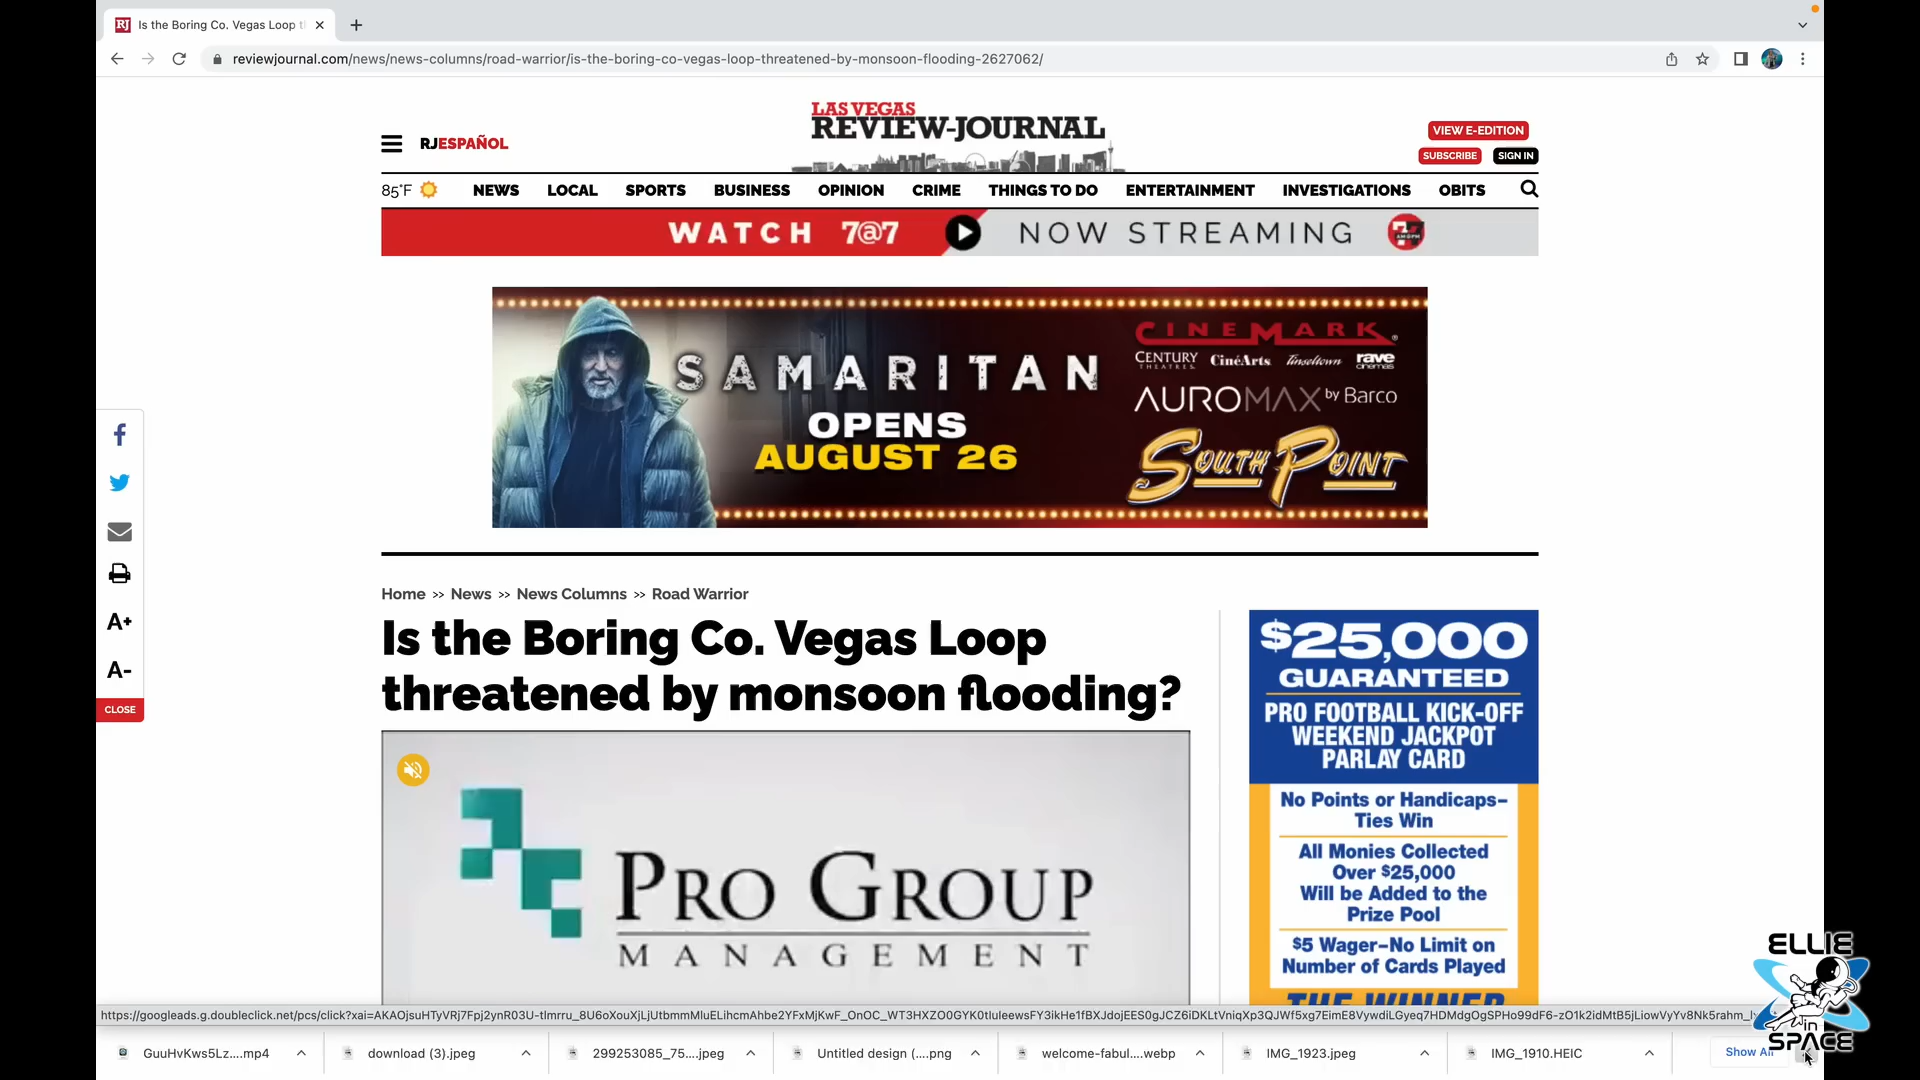 Is the Boring Co. Vegas Loop t
reviewjournal.com/news/news-columns/road-warrior/is-the-boring-co-vegas-loop-threatened-by-monsoon-flooding-2627062/
LAS VEGAS
REVIEW-JOURNAL
RJESPAÑOL
VIEW E-EDITION
SUBSCRIBE SIGN IN
85°F NEWS LOCAL SPORTS BUSINESS OPINION CRIME THINGS TO DO ENTERTAINMENT INVESTIGATIONS OBITS
WATCH 7@7 NOW STREAMING
SAMARITAN
OPENS
AUGUST 26
CINEMARK
CENTURY THEATRES. CinéArts Tinseltown rave cinemas
AUROMAX by Barco
SOUTH POINT
A+
A-
CLOSE
Home >> News >> News Columns >> Road Warrior
Is the Boring Co. Vegas Loop
threatened by monsoon flooding?
PRO GROUP
MANAGEMENT
$25,000
GUARANTEED
PRO FOOTBALL KICK-OFF
WEEKEND JACKPOT
PARLAY CARD
No Points or Handicaps–
Ties Win
All Monies Collected
Over $25,000
Will be Added to the
Prize Pool
$5 Wager–No Limit on
Number of Cards Played
THE WINNER
ELLIE
in
SPACE
GuuHvKws5Lz....mp4 download (3).jpeg 299253085_75....jpeg Untitled design (....png welcome-fabul....webp IMG_1923.jpeg IMG_1910.HEIC Show All